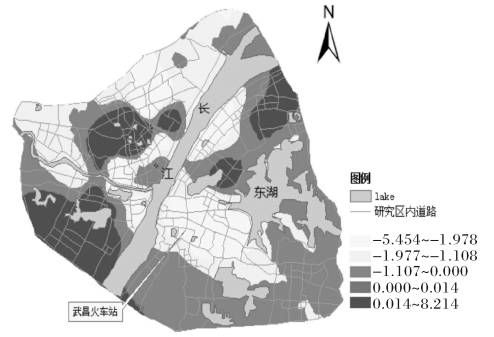 N
长
江
东湖
武昌火车站
图例
lake
研究区内道路
-5.454~-1.978
-1.977~-1.108
-1.107~0.000
0.000~0.014
0.014~8.214